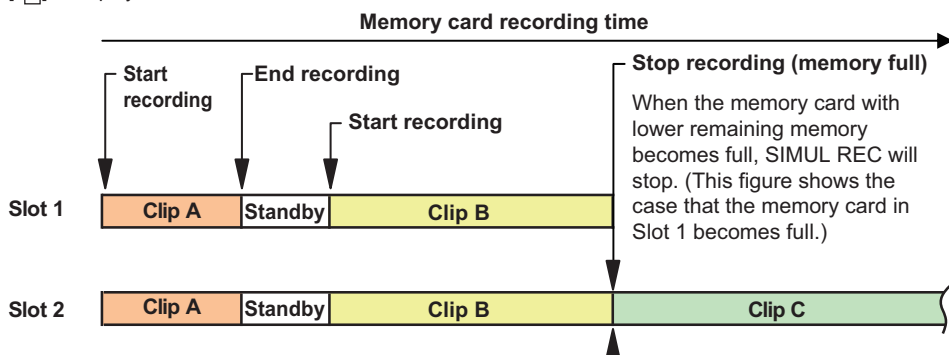 Memory card recording time
Start
recording
End recording
Start recording
Stop recording (memory full)
When the memory card with
lower remaining memory
becomes full, SIMUL REC will
stop. (This figure shows the
case that the memory card in
Slot 1 becomes full.)
Slot 1
Clip A
Standby
Clip B
Slot 2
Clip A
Standby
Clip B
Clip C